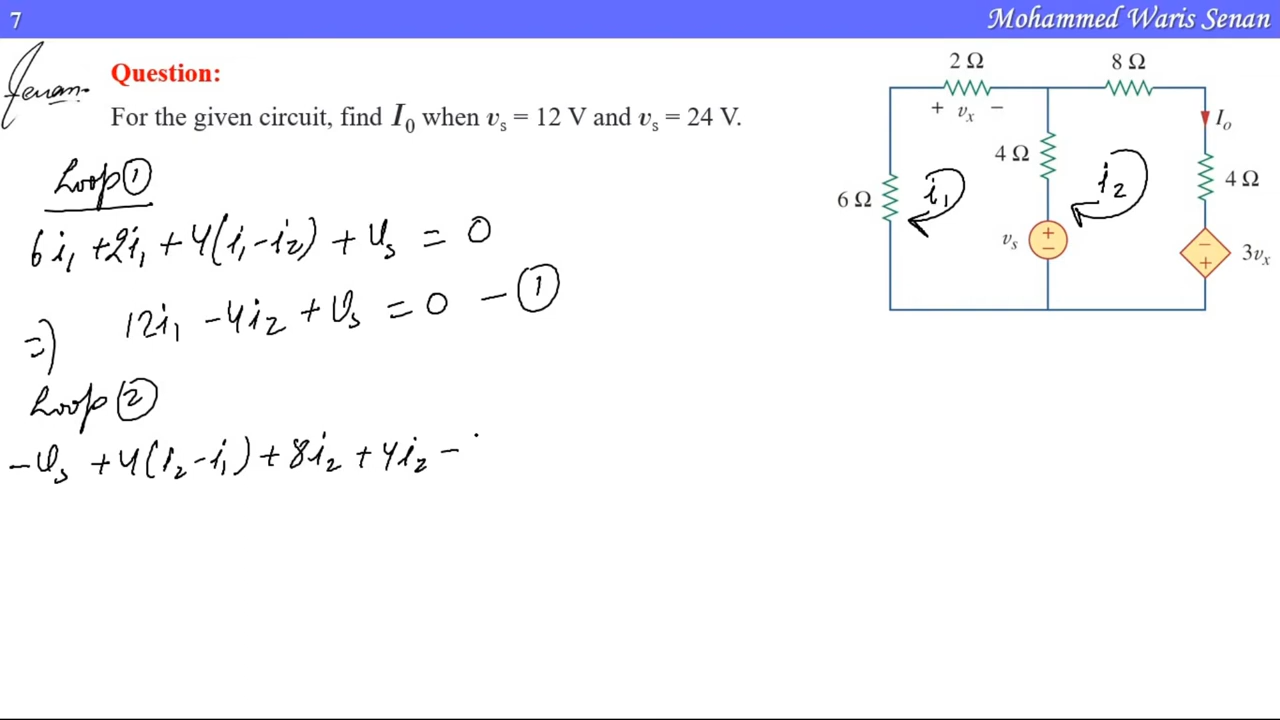 7
Mohammed Waris Senan
Senan
Question:
For the given circuit, find I₀ when vₛ = 12 V and vₛ = 24 V.
Loop ①
6i₁ + 2i₁ + 4(i₁ - i₂) + vₛ = 0
⇒ 12i₁ - 4i₂ + vₛ = 0 - ①
Loop ②
-vₛ + 4(i₂ - i₁) + 8i₂ + 4i₂ -
2 Ω
8 Ω
+ vₓ −
Iₒ
4 Ω
i₁
i₂
6 Ω
4 Ω
vₛ
+
−
−
+
3vₓ